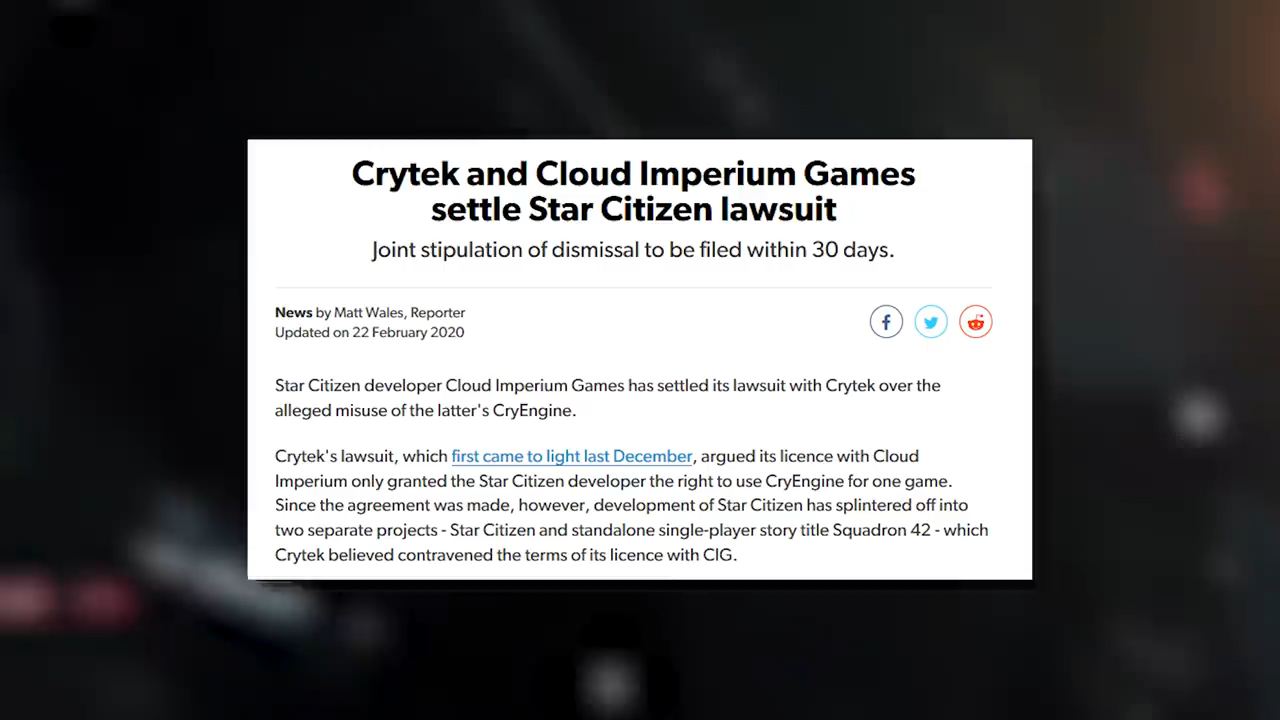 Crytek and Cloud Imperium Games
settle Star Citizen lawsuit
Joint stipulation of dismissal to be filed within 30 days.
News by Matt Wales, Reporter
Updated on 22 February 2020
Star Citizen developer Cloud Imperium Games has settled its lawsuit with Crytek over the
alleged misuse of the latter's CryEngine.
Crytek's lawsuit, which first came to light last December, argued its licence with Cloud
Imperium only granted the Star Citizen developer the right to use CryEngine for one game.
Since the agreement was made, however, development of Star Citizen has splintered off into
two separate projects - Star Citizen and standalone single-player story title Squadron 42 - which
Crytek believed contravened the terms of its licence with CIG.